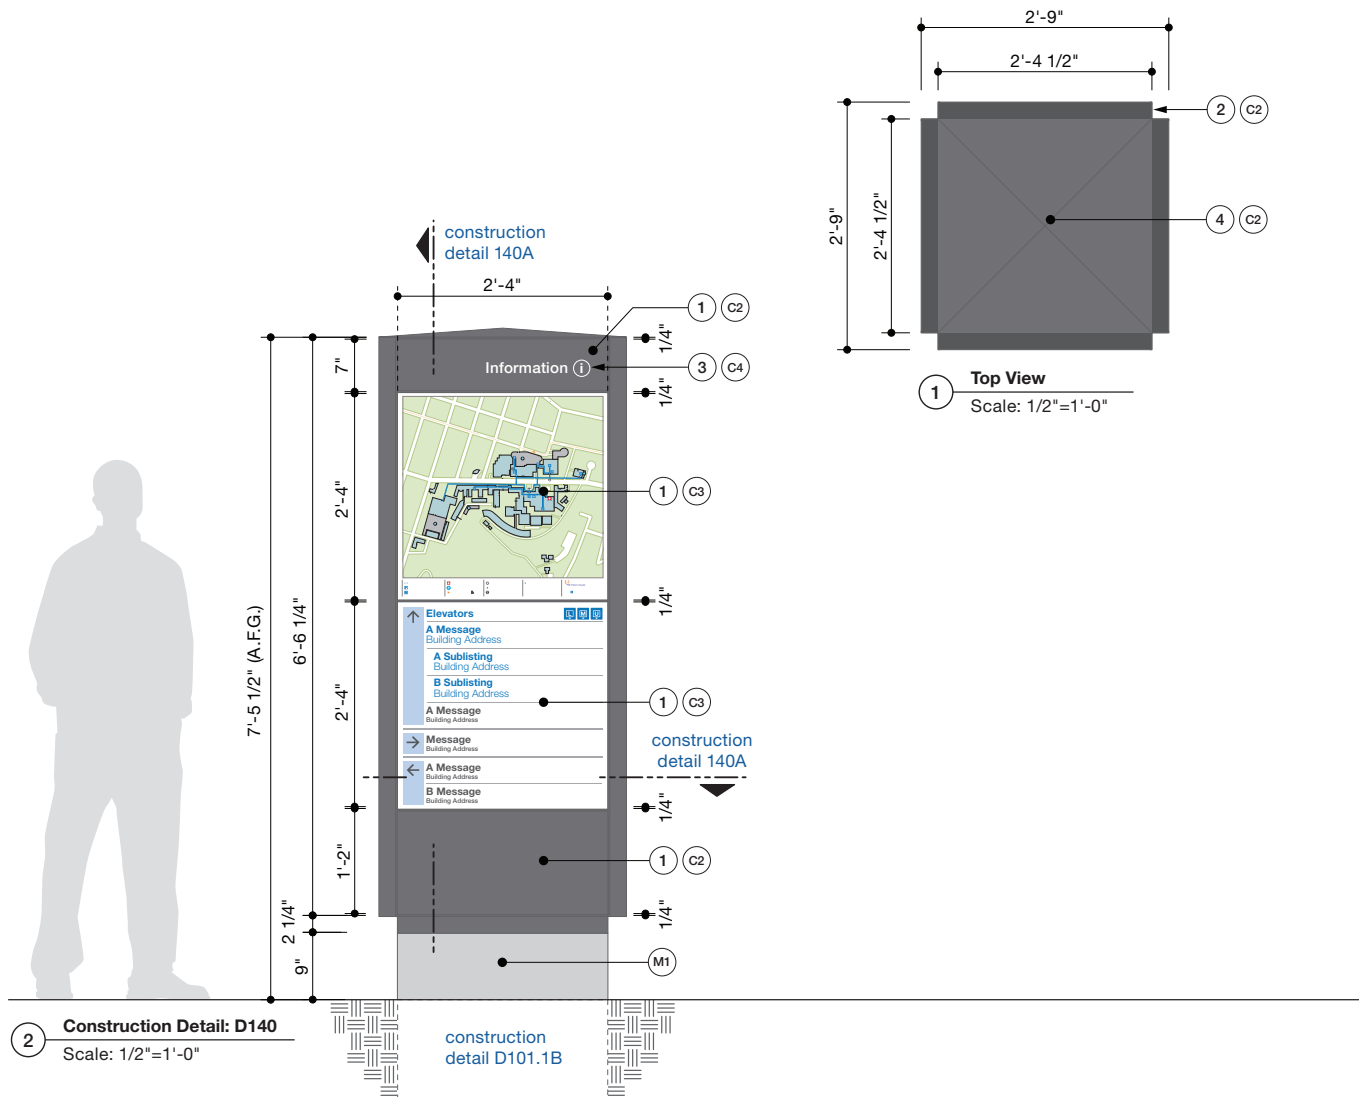 2'-9"
2'-4 1/2"
2 C2
2'-9"
2'-4 1/2"
4 C2
1 Top View
Scale: 1/2"=1'-0"
construction
detail 140A
2'-4"
1 C2
1/4"
7"
Information i
3 C4
1/4"
2'-4"
1 C3
1/4"
7'-5 1/2" (A.F.G.)
6'-6 1/4"
Elevators
A Message
Building Address
A Sublisting
Building Address
B Sublisting
Building Address
A Message
Building Address
Message
Building Address
A Message
Building Address
B Message
Building Address
2'-4"
1 C3
construction
detail 140A
1/4"
1'-2"
1 C2
1/4"
2 1/4"
9"
M1
2 Construction Detail: D140
Scale: 1/2"=1'-0"
construction
detail D101.1B